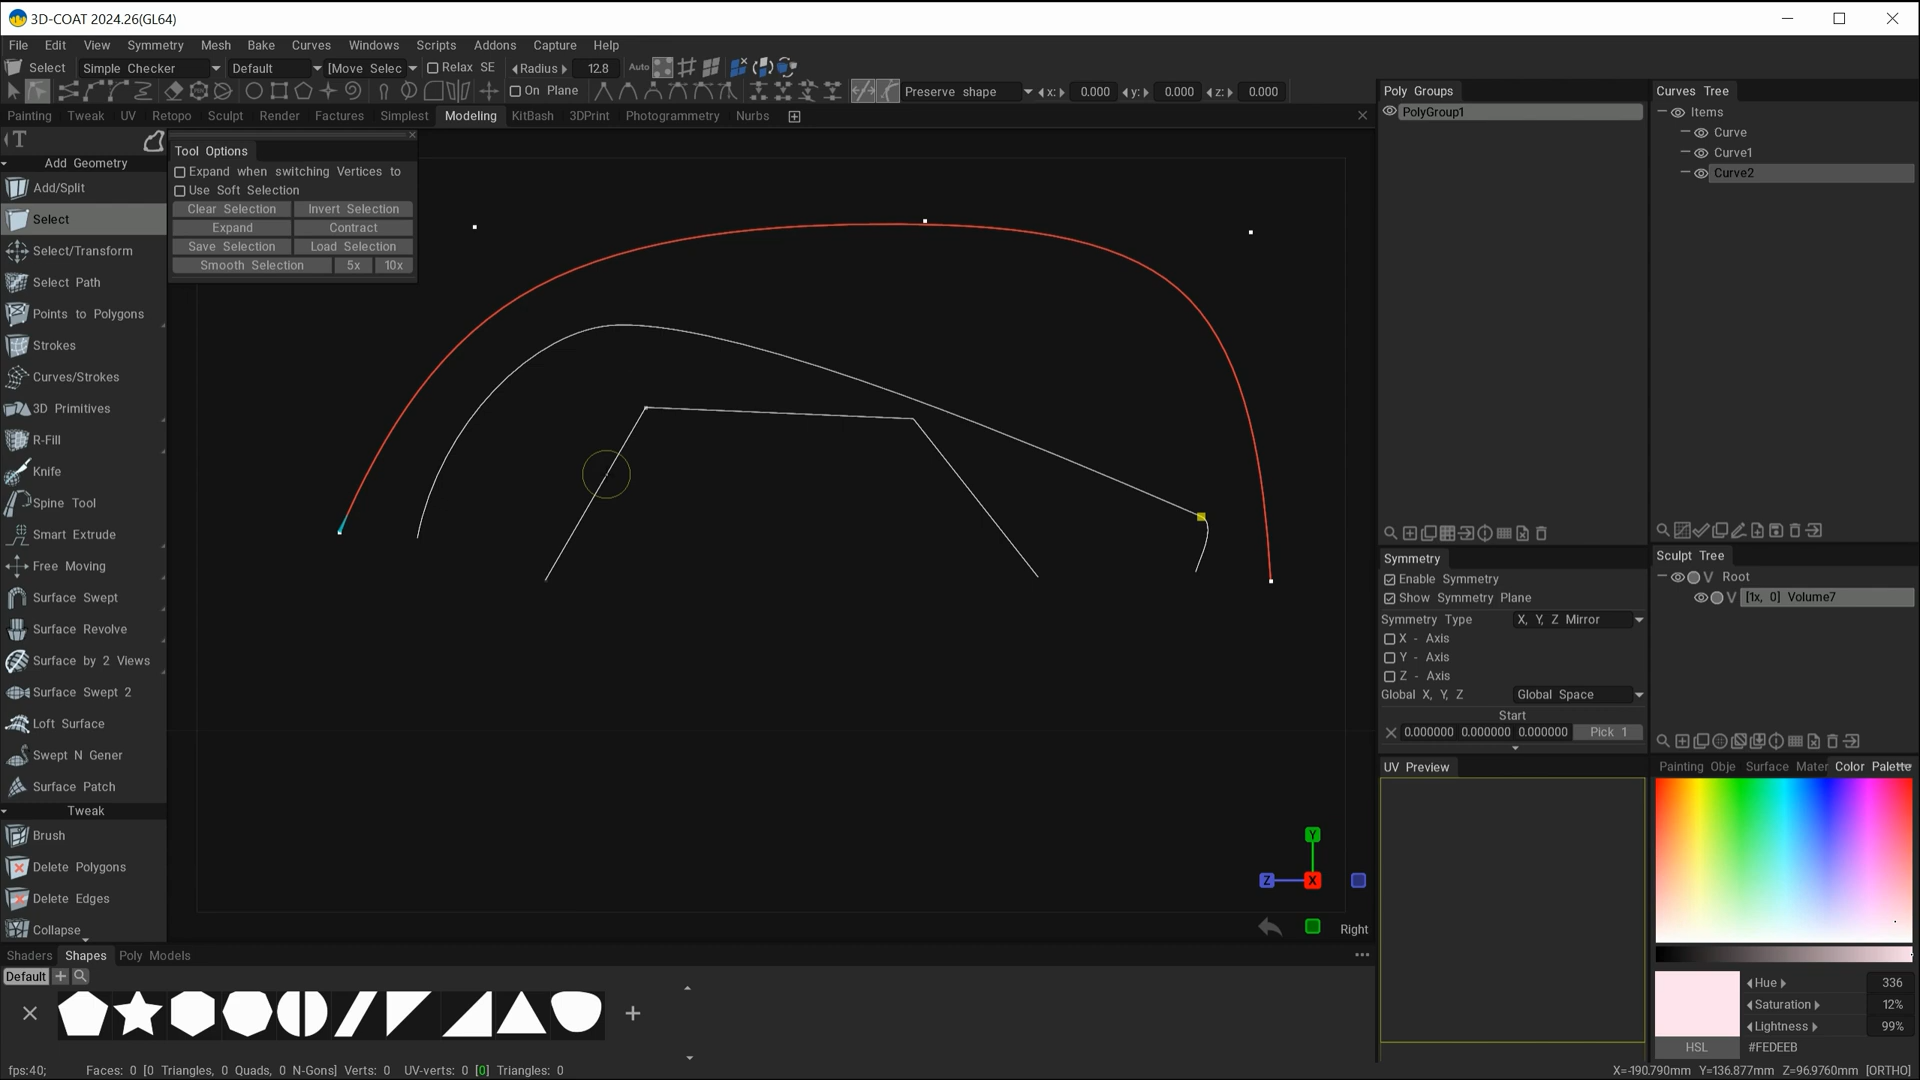 3D-COAT 2024.26(GL64)
File Edit View Symmetry Mesh Bake Curves Windows Scripts Addons Capture Help
Select Simple Checker Default [Move Selec Relax SE Radius 12.8 Auto
On Plane Preserve shape x: 0.000 y: 0.000 z: 0.000
Painting Tweak UV Retopo Sculpt Render Factures Simplest Modeling KitBash 3DPrint Photogrammetry Nurbs
T
Add Geometry
Add/Split
Select
Select/Transform
Select Path
Points to Polygons
Strokes
Curves/Strokes
3D Primitives
R-Fill
Knife
Spine Tool
Smart Extrude
Free Moving
Surface Swept
Surface Revolve
Surface by 2 Views
Surface Swept 2
Loft Surface
Swept N Gener
Surface Patch
Tweak
Brush
Delete Polygons
Delete Edges
Collapse
Tool Options
Expand when switching Vertices to
Use Soft Selection
Clear Selection Invert Selection
Expand Contract
Save Selection Load Selection
Smooth Selection 5x 10x
Y
Z X
Right
Poly Groups
PolyGroup1
Curves Tree
Items
Curve
Curve1
Curve2
Symmetry
Enable Symmetry
Show Symmetry Plane
Symmetry Type X, Y, Z Mirror
X - Axis
Y - Axis
Z - Axis
Global X, Y, Z Global Space
Start
0.000000 0.000000 0.000000 Pick 1
Sculpt Tree
V Root
V [1x, 0] Volume7
UV Preview
Painting Obje Surface Mater Color Palette
Hue 336
Saturation 12%
Lightness 99%
HSL #FEDEEB
Shaders Shapes Poly Models
Default
fps:40; Faces: 0 [0 Triangles, 0 Quads, 0 N-Gons] Verts: 0 UV-verts: 0 [0] Triangles: 0
X=-190.790mm Y=136.877mm Z=96.9760mm [ORTHO]